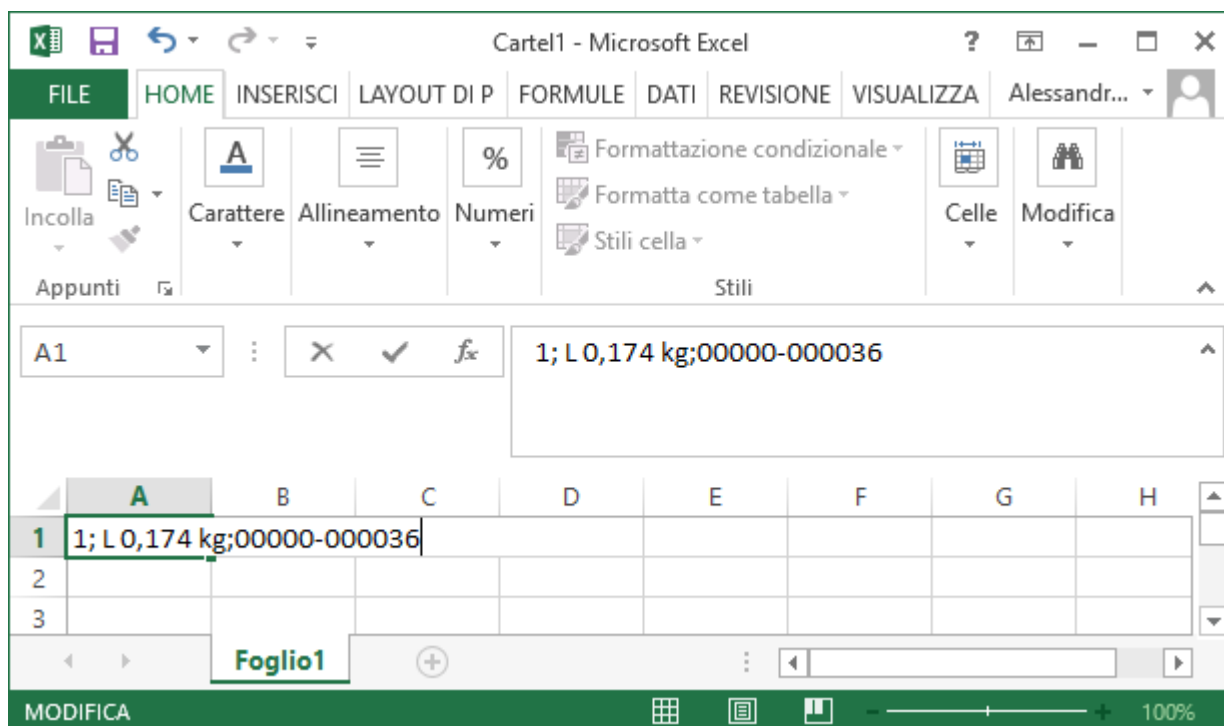 Cartel1 - Microsoft Excel ?
FILE HOME INSERISCI LAYOUT DI P FORMULE DATI REVISIONE VISUALIZZA Alessandr...
Incolla
Carattere Allineamento Numeri
%
Formattazione condizionale
Formatta come tabella
Stili cella
Celle Modifica
Appunti Stili
A1 fx 1; L 0,174 kg;00000-000036
A B C D E F G H
1 1; L 0,174 kg;00000-000036
2
3
Foglio1
MODIFICA 100%